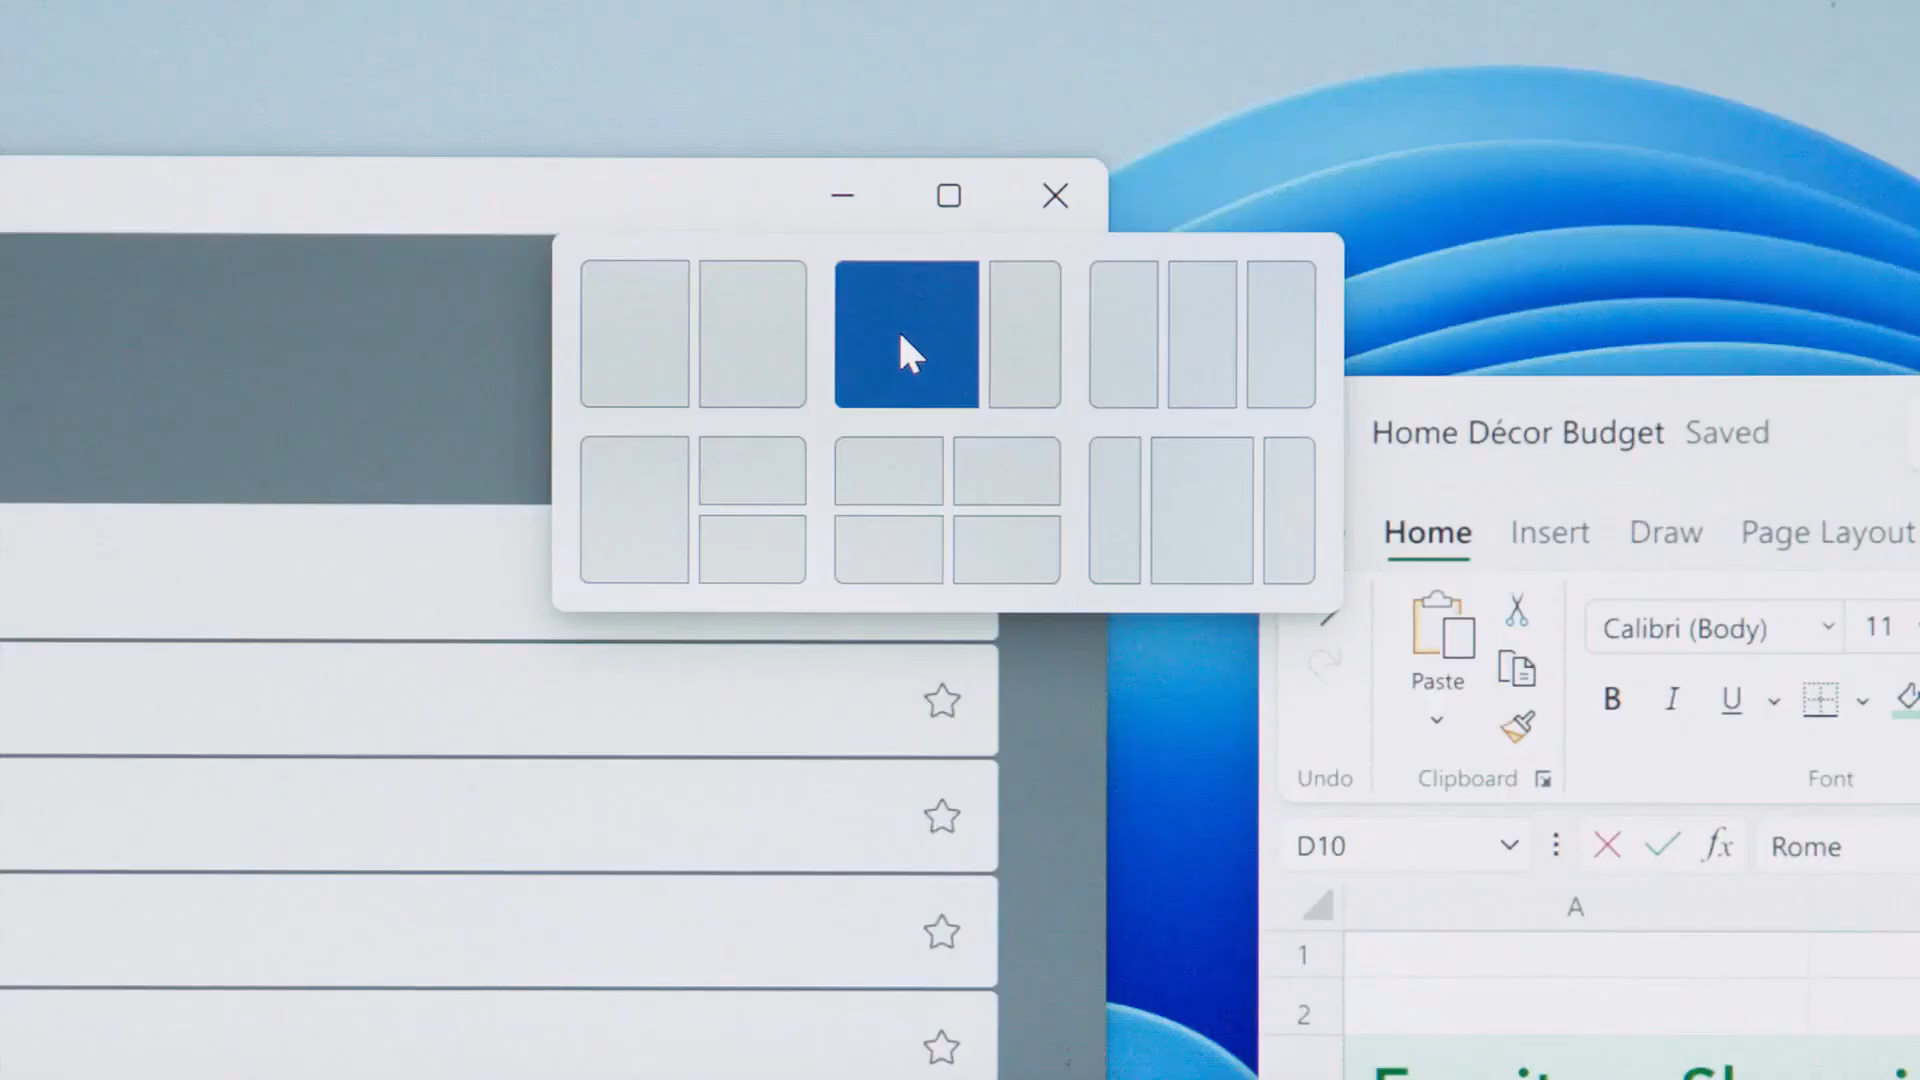 Home Décor Budget Saved
Home Insert Draw Page Layout
Calibri (Body) 11
Paste
B I U
Undo Clipboard Font
D10 fx Rome
A
1
2